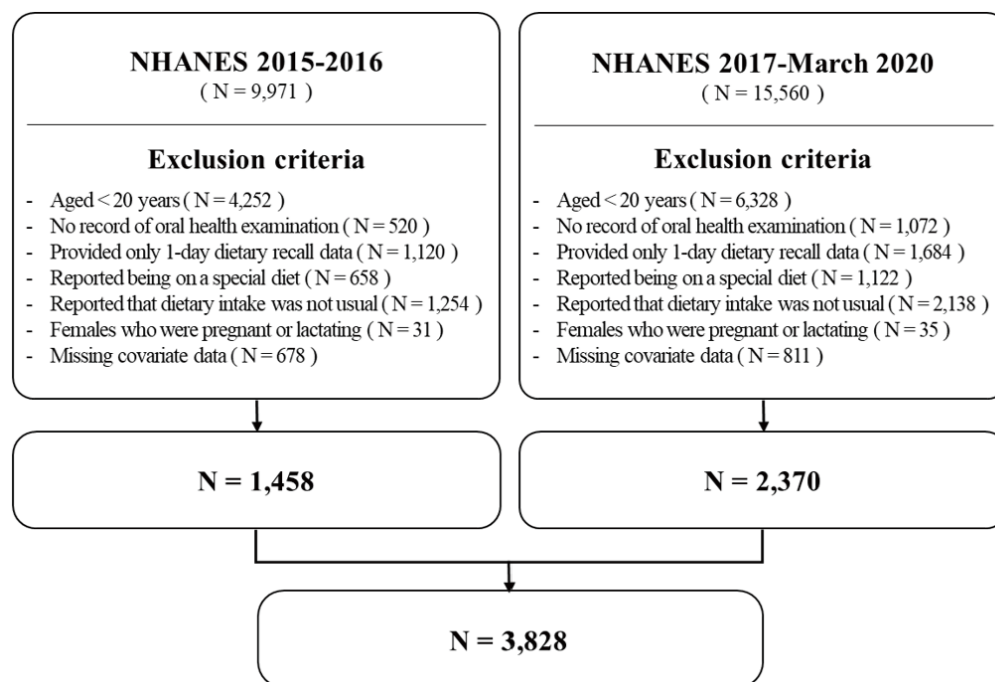 NHANES 2015-2016
( N = 9,971 )
Exclusion criteria
- Aged < 20 years ( N = 4,252 )
- No record of oral health examination ( N = 520 )
- Provided only 1-day dietary recall data ( N = 1,120 )
- Reported being on a special diet ( N = 658 )
- Reported that dietary intake was not usual ( N = 1,254 )
- Females who were pregnant or lactating ( N = 31 )
- Missing covariate data ( N = 678 )
NHANES 2017-March 2020
( N = 15,560 )
Exclusion criteria
- Aged < 20 years ( N = 6,328 )
- No record of oral health examination ( N = 1,072 )
- Provided only 1-day dietary recall data ( N = 1,684 )
- Reported being on a special diet ( N = 1,122 )
- Reported that dietary intake was not usual ( N = 2,138 )
- Females who were pregnant or lactating ( N = 35 )
- Missing covariate data ( N = 811 )
N = 1,458
N = 2,370
N = 3,828